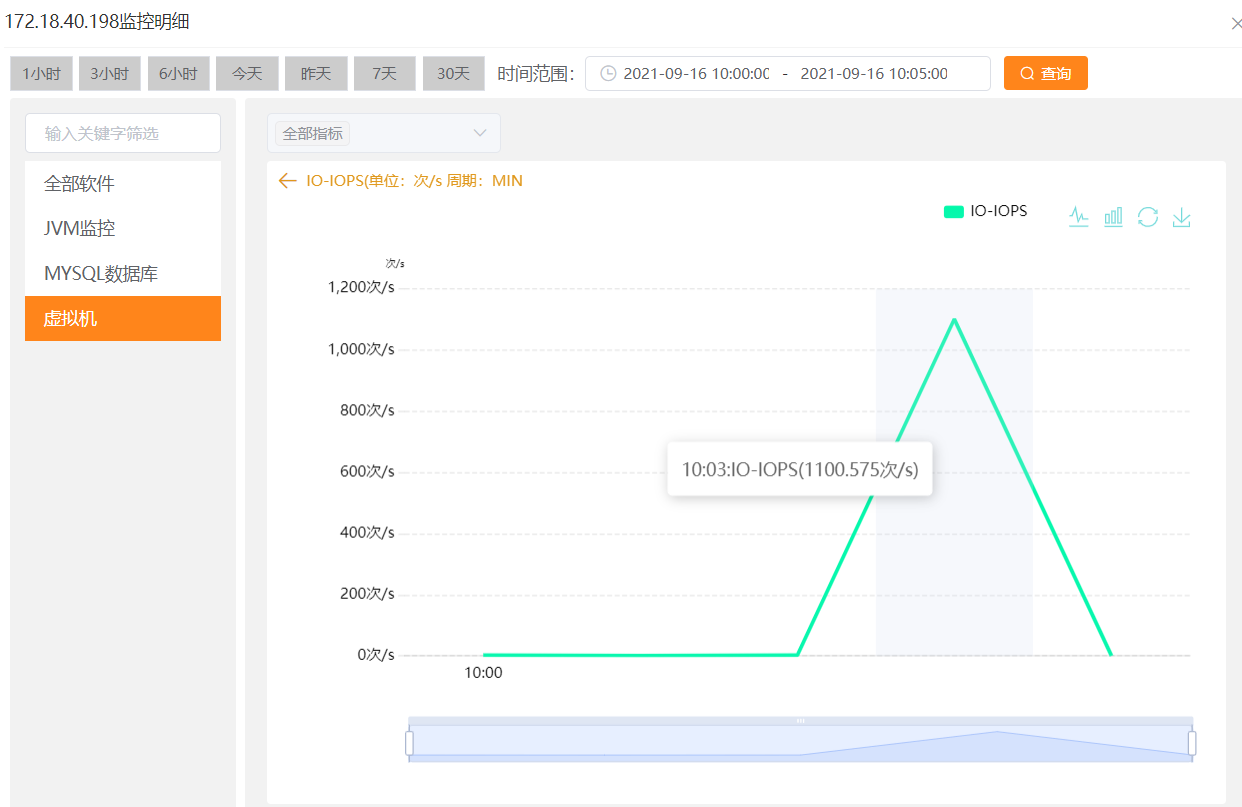 172.18.40.198监控明细
1小时 3小时 6小时 今天 昨天 7天 30天 时间范围： 2021-09-16 10:00:00 - 2021-09-16 10:05:00 查询
输入关键字筛选
全部指标
全部软件
JVM监控
MYSQL数据库
虚拟机
IO-IOPS(单位：次/s 周期：MIN
IO-IOPS
次/s
1,200次/s
1,000次/s
800次/s
600次/s
400次/s
200次/s
0次/s
10:03:IO-IOPS(1100.575次/s)
10:00